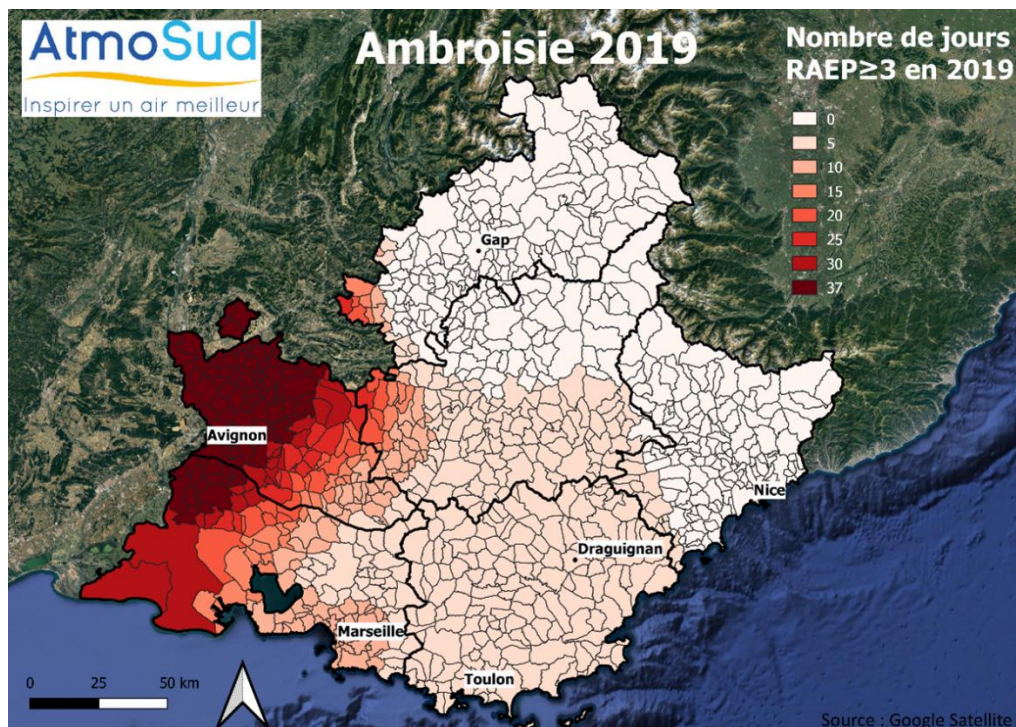 AtmoSud
Inspirer un air meilleur
Ambroisie 2019
Nombre de jours
RAEP≥3 en 2019
0
5
10
15
20
25
30
37
Gap
Avignon
Nice
Draguignan
Marseille
Toulon
0 25 50 km
Source : Google Satellite